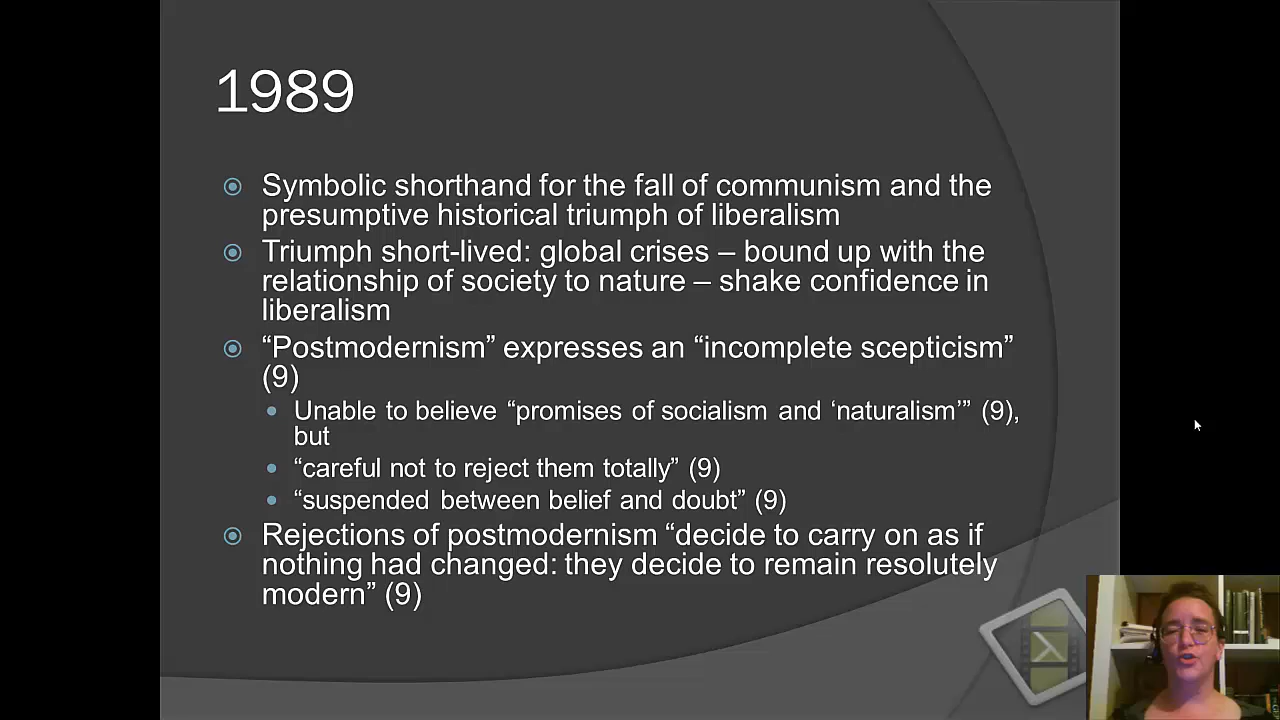 1989
Symbolic shorthand for the fall of communism and the
presumptive historical triumph of liberalism
Triumph short-lived: global crises – bound up with the
relationship of society to nature – shake confidence in
liberalism
“Postmodernism” expresses an “incomplete scepticism”
(9)
Unable to believe “promises of socialism and ‘naturalism’” (9),
but
“careful not to reject them totally” (9)
“suspended between belief and doubt” (9)
Rejections of postmodernism “decide to carry on as if
nothing had changed: they decide to remain resolutely
modern” (9)